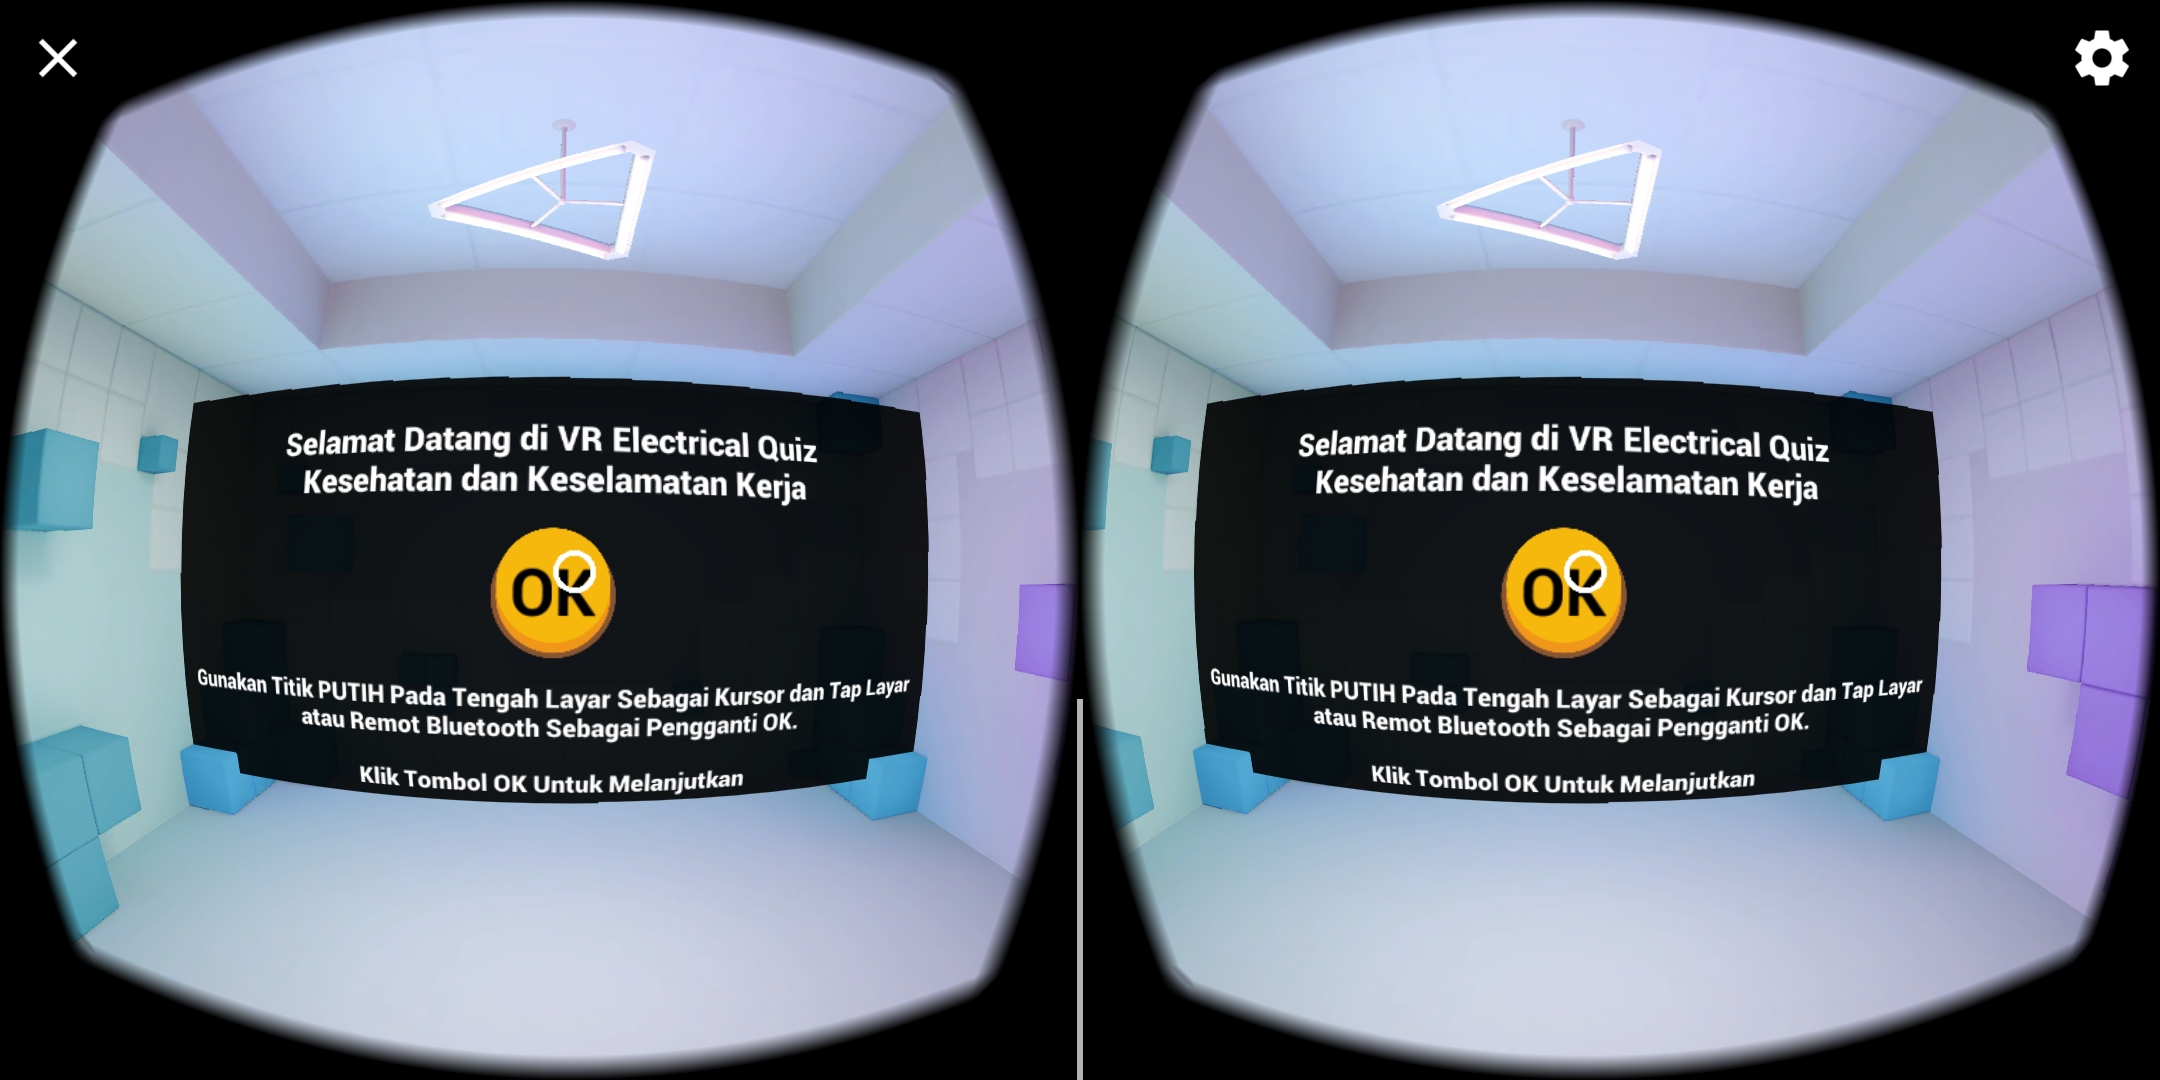 Selamat Datang di VR Electrical Quiz
Kesehatan dan Keselamatan Kerja
OK
Gunakan Titik PUTIH Pada Tengah Layar Sebagai Kursor dan Tap Layar
atau Remot Bluetooth Sebagai Pengganti OK.
Klik Tombol OK Untuk Melanjutkan
Selamat Datang di VR Electrical Quiz
Kesehatan dan Keselamatan Kerja
OK
Gunakan Titik PUTIH Pada Tengah Layar Sebagai Kursor dan Tap Layar
atau Remot Bluetooth Sebagai Pengganti OK.
Klik Tombol OK Untuk Melanjutkan